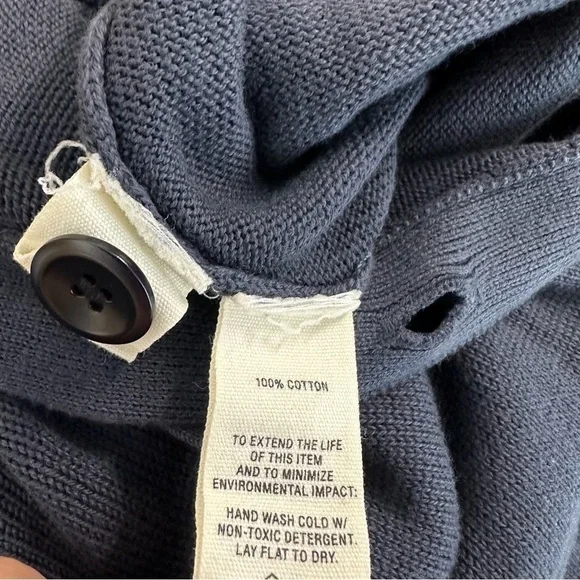 100% COTTON
TO EXTEND THE LIFE
OF THIS ITEM
AND TO MINIMIZE
ENVIRONMENTAL IMPACT:
HAND WASH COLD W/
NON-TOXIC DETERGENT.
LAY FLAT TO DRY.